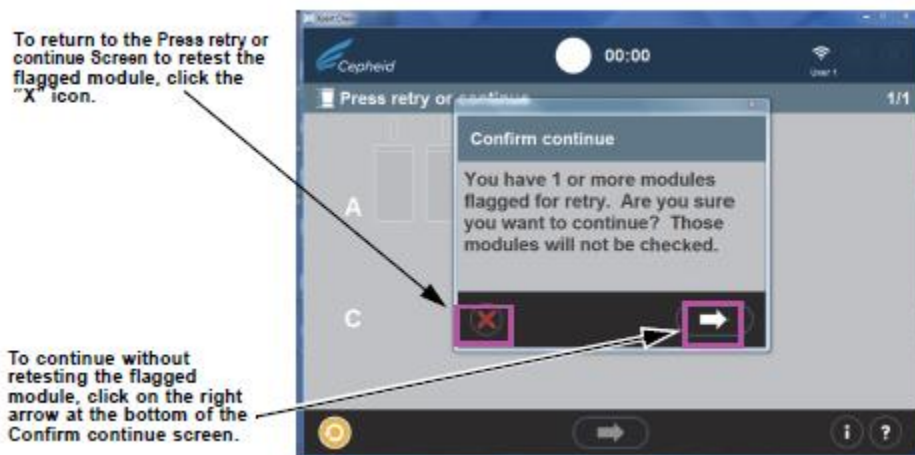 To return to the Press retry or
continue Screen to retest the
flagged module, click the
"X" icon.
Xpert Check
Cepheid
00:00
User 1
Press retry or continue
1/1
Confirm continue
You have 1 or more modules
flagged for retry. Are you sure
you want to continue? Those
modules will not be checked.
A
C
To continue without
retesting the flagged
module, click on the right
arrow at the bottom of the
Confirm continue screen.
i ?